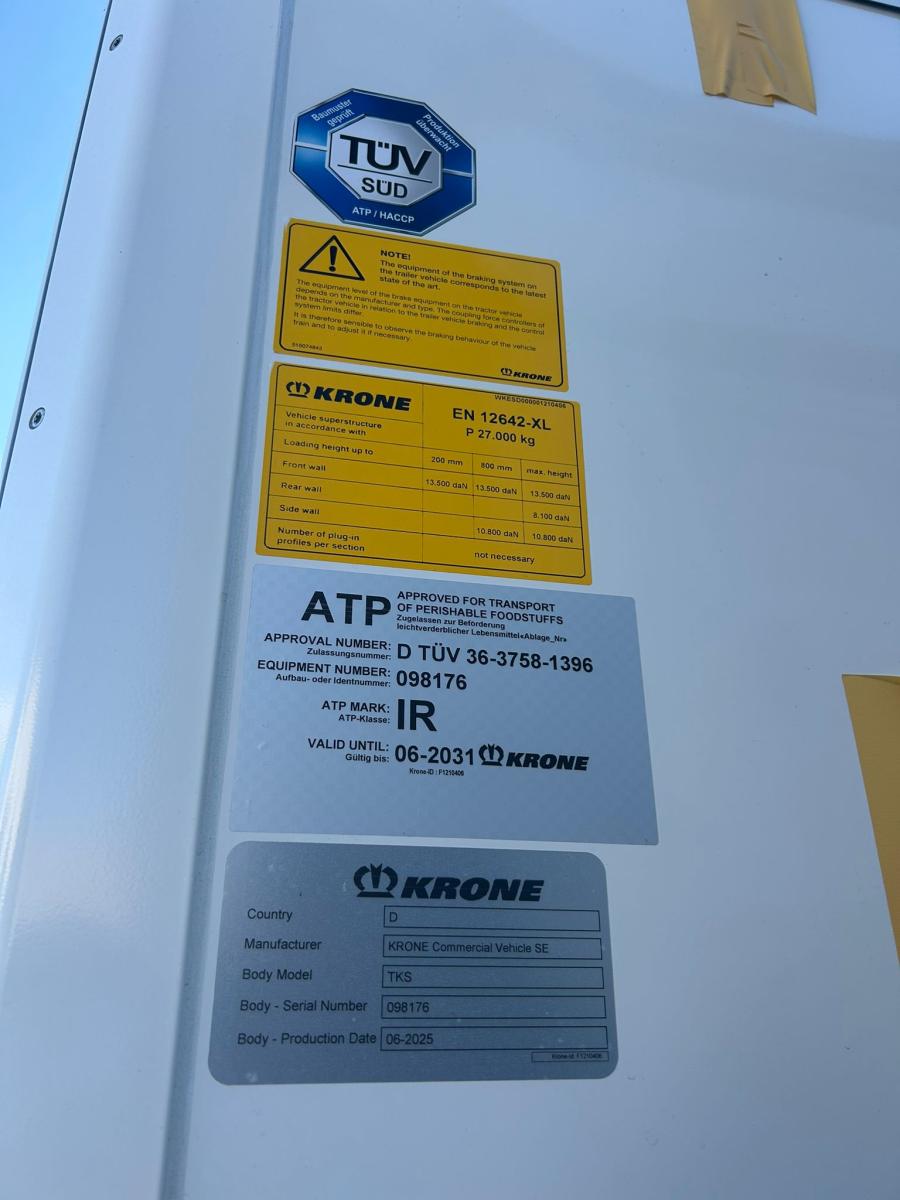 Baumuster
geprüft
Produktion
überwacht
TÜV
SÜD
ATP / HACCP
NOTE!
The equipment of the braking system on
the trailer vehicle corresponds to the latest
state of the art.
The equipment level of the brake equipment on the tractor vehicle
depends on the manufacturer and type. The coupling force controllers of
the tractor vehicle in relation to the trailer vehicle braking and the control
system limits differ.
It is therefore sensible to observe the braking behaviour of the vehicle
train and to adjust it if necessary.
KRONE
WKESD000001210406
KRONE
EN 12642-XL
P 27.000 kg
Vehicle superstructure
in accordance with
Loading height up to 200 mm 800 mm max. height
Front wall 13.500 daN 13.500 daN 13.500 daN
Rear wall 8.100 daN
Side wall 10.800 daN 10.800 daN
Number of plug-in
profiles per section
not necessary
ATP APPROVED FOR TRANSPORT
OF PERISHABLE FOODSTUFFS
Zugelassen zur Beförderung
leichtverderblicher Lebensmittel«Ablage_Nr»
APPROVAL NUMBER: D TÜV 36-3758-1396
Zulassungsnummer:
EQUIPMENT NUMBER: 098176
Aufbau- oder Identnummer:
ATP MARK: IR
ATP-Klasse:
VALID UNTIL: 06-2031 KRONE
Gültig bis:
Krone-ID : F1210406
KRONE
Country D
Manufacturer KRONE Commercial Vehicle SE
Body Model TKS
Body - Serial Number 098176
Body - Production Date 06-2025
Krone-Id: F1210406